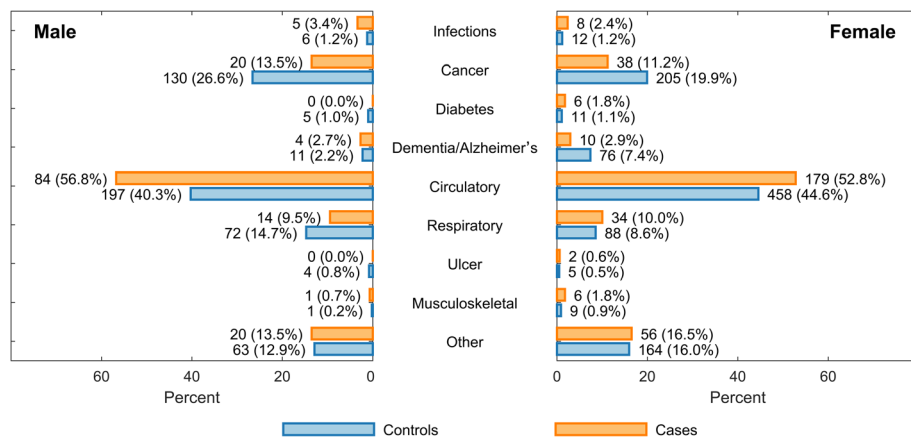 Male
Female
5 (3.4%)
6 (1.2%)
Infections
8 (2.4%)
12 (1.2%)
20 (13.5%)
130 (26.6%)
Cancer
38 (11.2%)
205 (19.9%)
0 (0.0%)
5 (1.0%)
Diabetes
6 (1.8%)
11 (1.1%)
4 (2.7%)
11 (2.2%)
Dementia/Alzheimer's
10 (2.9%)
76 (7.4%)
84 (56.8%)
197 (40.3%)
Circulatory
179 (52.8%)
458 (44.6%)
14 (9.5%)
72 (14.7%)
Respiratory
34 (10.0%)
88 (8.6%)
0 (0.0%)
4 (0.8%)
Ulcer
2 (0.6%)
5 (0.5%)
1 (0.7%)
1 (0.2%)
Musculoskeletal
6 (1.8%)
9 (0.9%)
20 (13.5%)
63 (12.9%)
Other
56 (16.5%)
164 (16.0%)
60 40 20 0
0 20 40 60
Percent
Percent
Controls
Cases